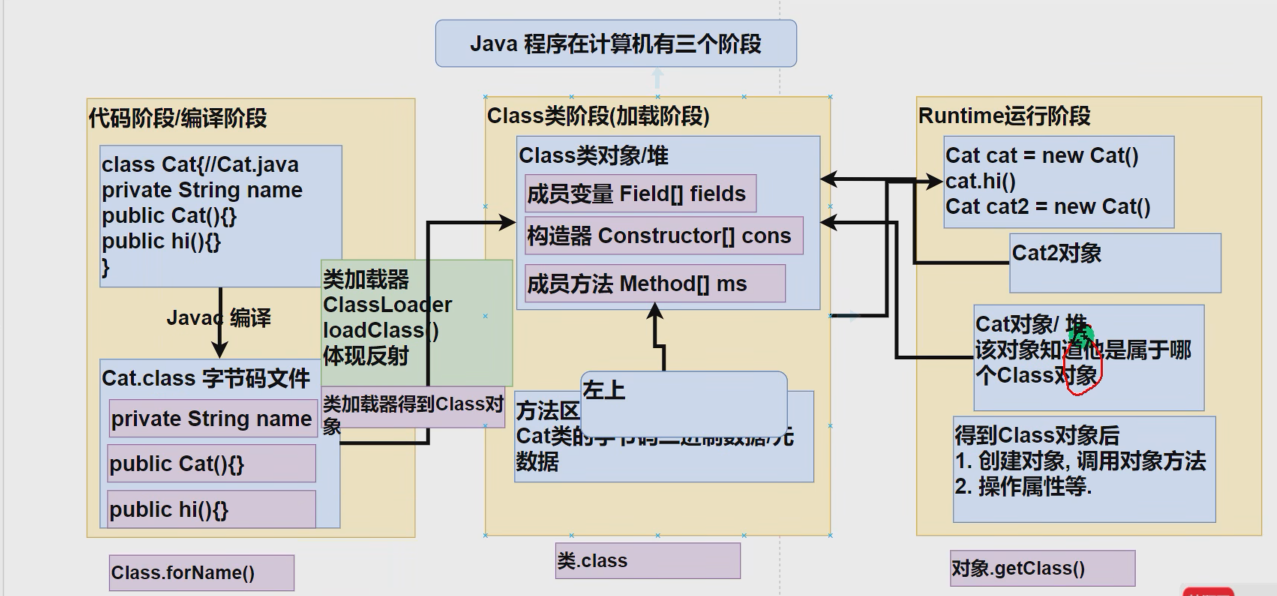 Java 程序在计算机有三个阶段
代码阶段/编译阶段
class Cat{//Cat.java
private String name
public Cat(){}
public hi(){}
}
Javac 编译
Cat.class 字节码文件
private String name
public Cat(){}
public hi(){}
Class.forName()
类加载器
ClassLoader
loadClass()
体现反射
类加载器得到Class对
象
Class类阶段(加载阶段)
Class类对象/堆
成员变量 Field[] fields
构造器 Constructor[] cons
成员方法 Method[] ms
左上
方法区
Cat类的字节码二进制数据/元
数据
类.class
Runtime运行阶段
Cat cat = new Cat()
cat.hi()
Cat cat2 = new Cat()
Cat2对象
Cat对象/ 堆
该对象知道他是属于哪
个Class对象
得到Class对象后
1. 创建对象, 调用对象方法
2. 操作属性等.
对象.getClass()